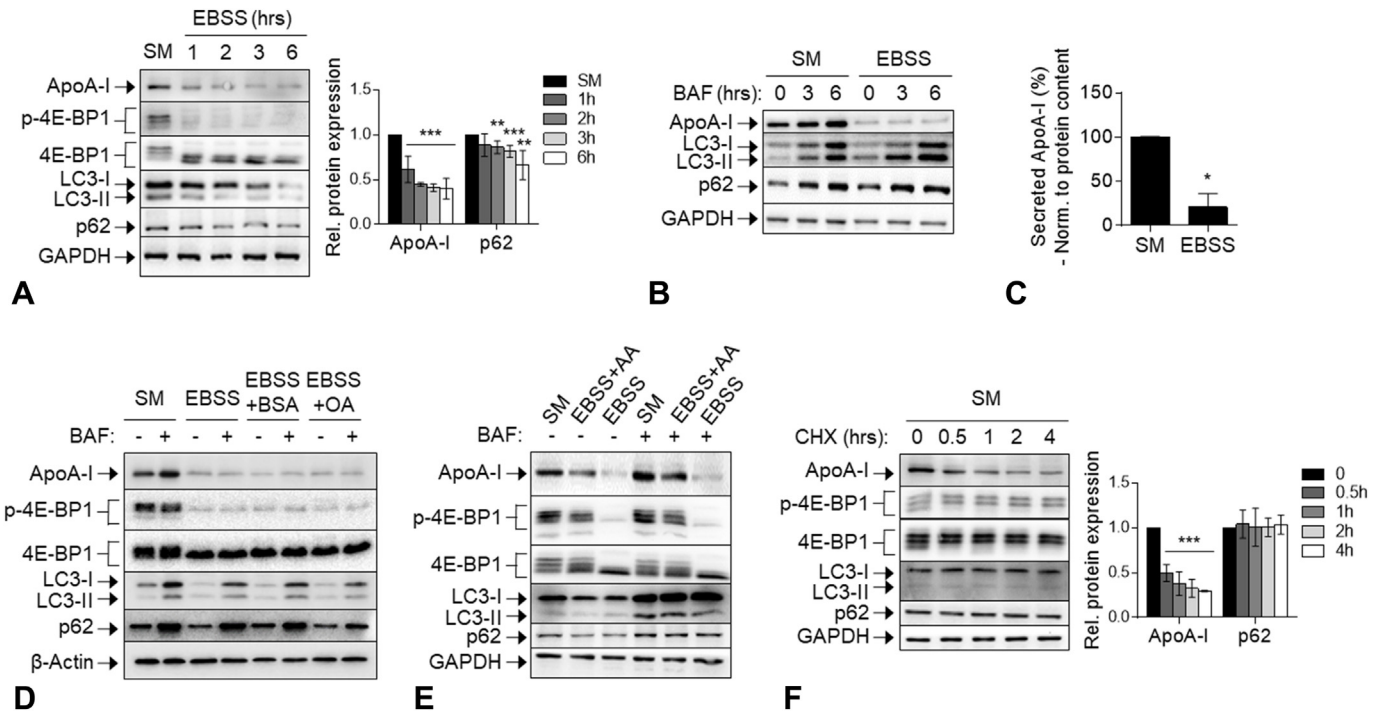 EBSS (hrs)
SM 1 2 3 6
ApoA-I
p-4E-BP1
4E-BP1
LC3-I
LC3-II
p62
GAPDH
Rel. protein expression
1.5
1.0
0.5
0.0
***
**
***
**
ApoA-I p62
SM
1h
2h
3h
6h
A
SM EBSS
BAF (hrs): 0 3 6 0 3 6
ApoA-I
LC3-I
LC3-II
p62
GAPDH
B
Secreted ApoA-I (%)
- Norm. to protein content
150
100
50
0
*
SM EBSS
C
SM EBSS EBSS +BSA EBSS +OA
BAF: - + - + - + - +
ApoA-I
p-4E-BP1
4E-BP1
LC3-I
LC3-II
p62
β-Actin
D
SM EBSS+AA EBSS SM EBSS+AA EBSS
BAF: - - - + + +
ApoA-I
p-4E-BP1
4E-BP1
LC3-I
LC3-II
p62
GAPDH
E
SM
CHX (hrs): 0 0.5 1 2 4
ApoA-I
p-4E-BP1
4E-BP1
LC3-I
LC3-II
p62
GAPDH
Rel. protein expression
1.5
1.0
0.5
0.0
***
ApoA-I p62
0
0.5h
1h
2h
4h
F